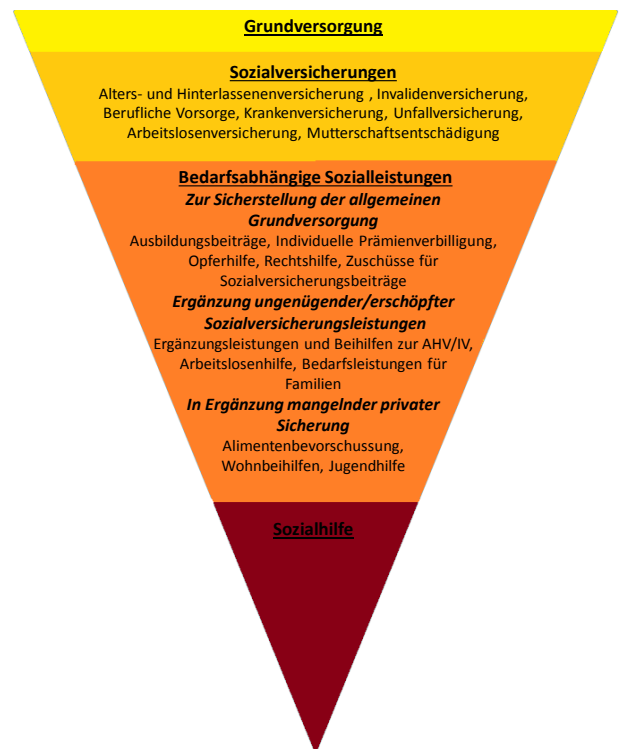 Grundversorgung
Sozialversicherungen
Alters- und Hinterlassenenversicherung , Invalidenversicherung,
Berufliche Vorsorge, Krankenversicherung, Unfallversicherung,
Arbeitslosenversicherung, Mutterschaftsentschädigung
Bedarfsabhängige Sozialleistungen
Zur Sicherstellung der allgemeinen
Grundversorgung
Ausbildungsbeiträge, Individuelle Prämienverbilligung,
Opferhilfe, Rechtshilfe, Zuschüsse für
Sozialversicherungsbeiträge
Ergänzung ungenügender/erschöpfter
Sozialversicherungsleistungen
Ergänzungsleistungen und Beihilfen zur AHV/IV,
Arbeitslosenhilfe, Bedarfsleistungen für
Familien
In Ergänzung mangelnder privater
Sicherung
Alimentenbevorschussung,
Wohnbeihilfen, Jugendhilfe
Sozialhilfe